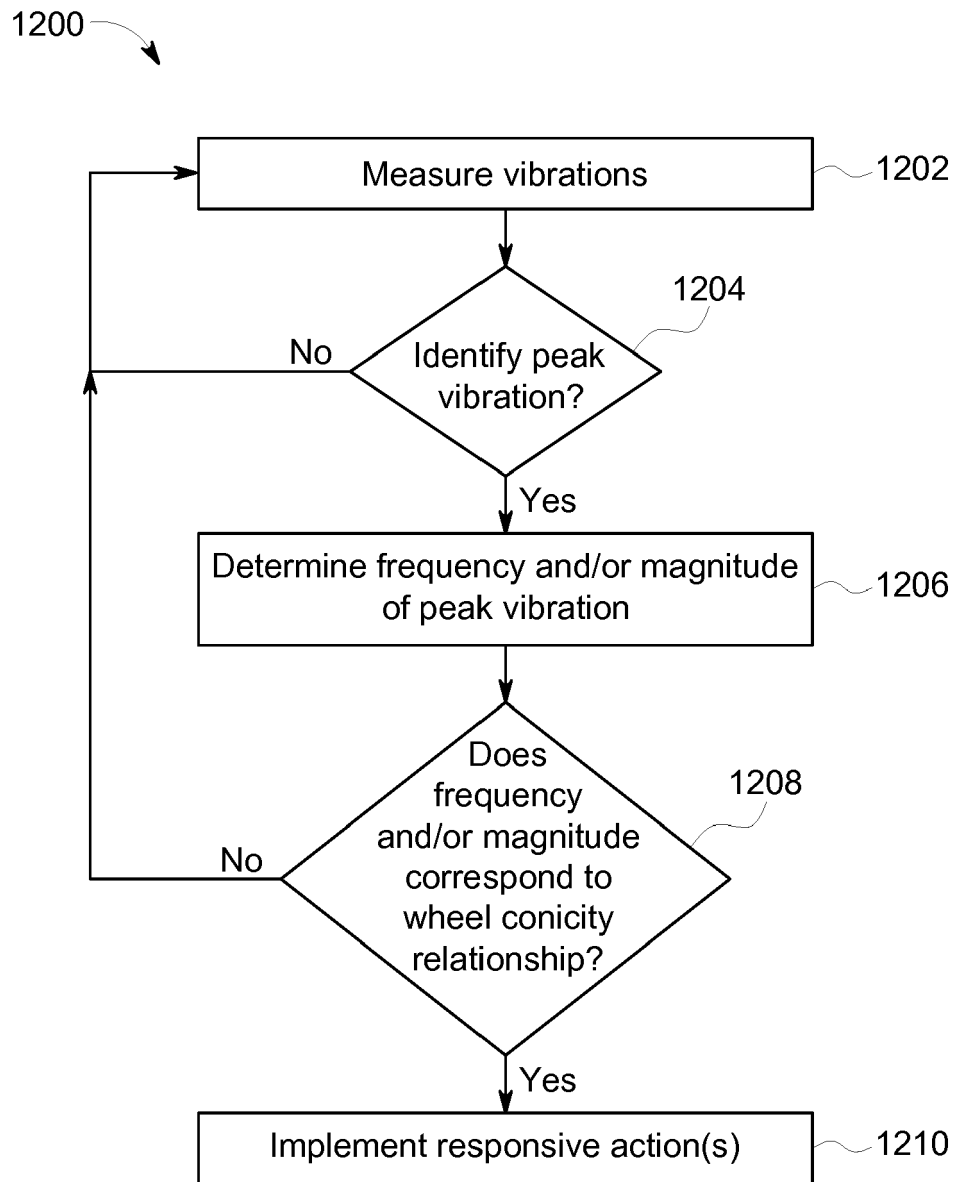 1200
Measure vibrations
1202
1204
Identify peak
vibration?
No
Yes
Determine frequency and/or magnitude
of peak vibration
1206
Does
frequency
and/or magnitude
correspond to
wheel conicity
relationship?
1208
No
Yes
Implement responsive action(s)
1210